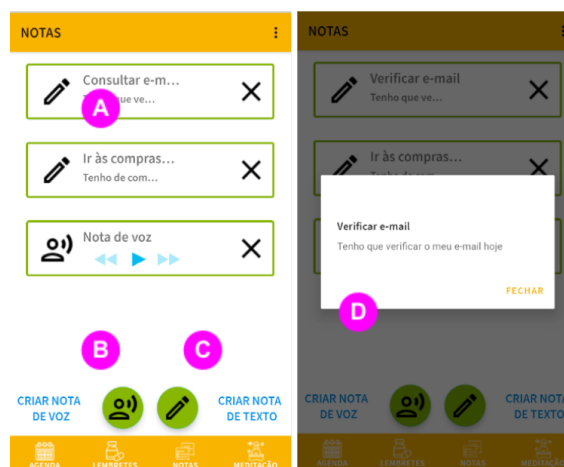 NOTAS
Consultar e-m...
que ve...
A
Ir às compras...
Tenho de com...
Nota de voz
B
C
CRIAR NOTA
DE VOZ
CRIAR NOTA
DE TEXTO
AGENDA
LEMBRETES
NOTAS
MEDITAÇÃO
NOTAS
Verificar e-mail
Tenho que ve...
Ir às compras...
Verificar e-mail
Tenho que verificar o meu e-mail hoje
FECHAR
D
CRIAR NOTA
DE VOZ
CRIAR NOTA
DE TEXTO
AGENDA
LEMBRETES
NOTAS
MEDITAÇÃO